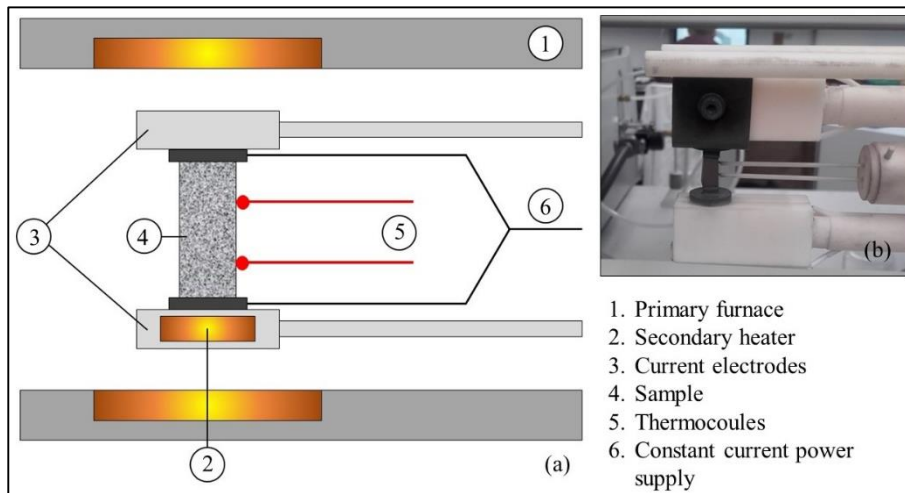 1
3
4
5
6
2
(a)
(b)
1. Primary furnace
2. Secondary heater
3. Current electrodes
4. Sample
5. Thermocoules
6. Constant current power
supply